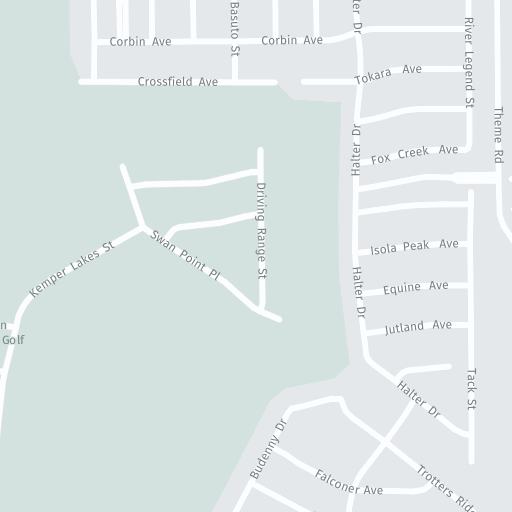 Basuto St
ter Dr
River Legend St
Corbin Ave
Corbin Ave
Crossfield Ave
Tokara Ave
Theme Rd
Halter Dr
Fox Creek Ave
Driving Range St
Swan Point Pl
Kemper Lakes St
Isola Peak Ave
Halter Dr
Equine Ave
n
Golf
Jutland Ave
Tack St
Halter Dr
Budenny Dr
Falconer Ave
Trotters Ridge